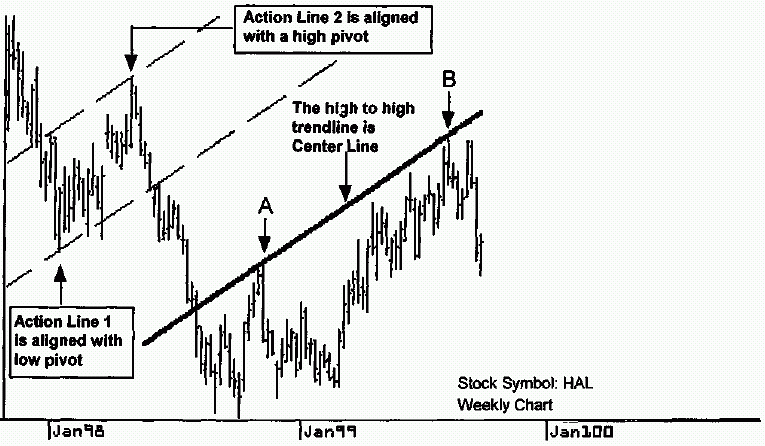 Action Line 2 is aligned
with a high pivot
B
The high to high
trendline is
Center Line
A
Action Line 1
is aligned with
low pivot
Stock Symbol: HAL
Weekly Chart
Jan98
Jan99
Jan100